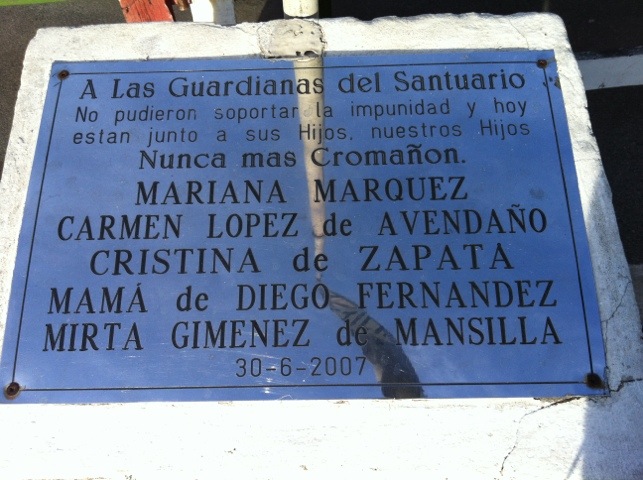 A Las Guardianas del Santuario
No pudieron soportar la impunidad y hoy
estan junto a sus Hijos, nuestros Hijos
Nunca mas Cromañon.
MARIANA MARQUEZ
CARMEN LOPEZ de AVENDAÑO
CRISTINA de ZAPATA
MAMÁ de DIEGO FERNANDEZ
MIRTA GIMENEZ de MANSILLA
30-6-2007